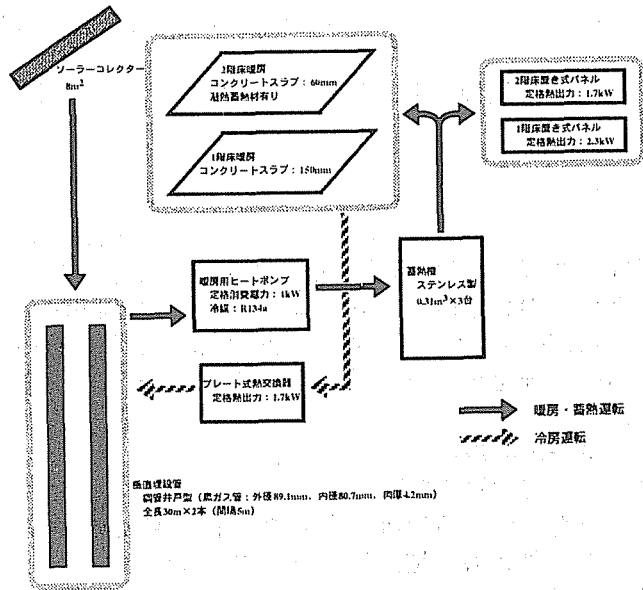 ソーラーコレクター
8m²
2階床暖房
コンクリートスラブ：60mm
潜熱蓄熱材有り
1階床暖房
コンクリートスラブ：150mm
2階床置き式パネル
定格熱出力：1.7kW
1階床置き式パネル
定格熱出力：2.3kW
暖房用ヒートポンプ
定格消費電力：1kW
冷媒：R134a
蓄熱槽
ステンレス製
0.31m³×3台
プレート式熱交換器
定格熱出力：1.7kW
暖房・蓄熱運転
冷房運転
垂直埋設管
鋼管井戸型（黒ガス管：外径89.1mm，内径80.7mm，肉厚4.2mm）
全長30m×2本（間隔5m）